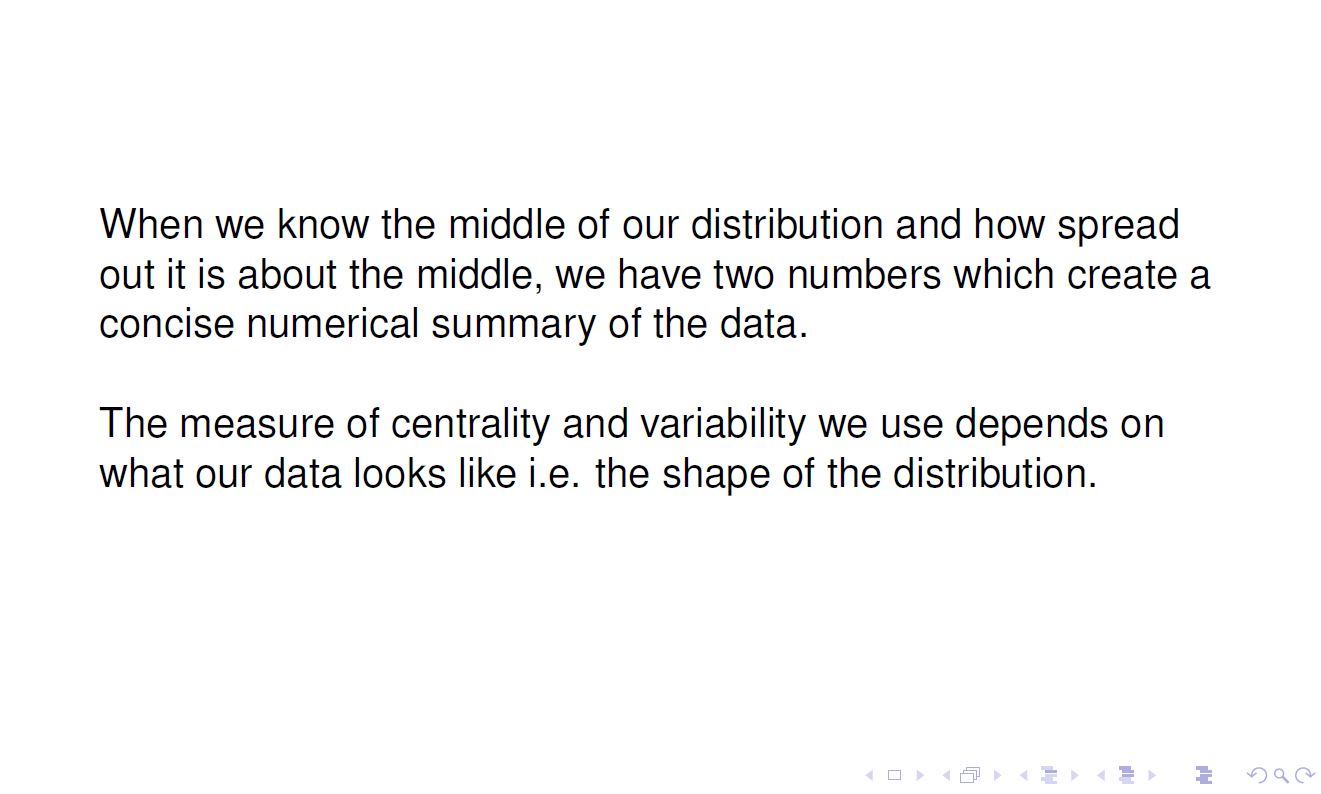 When we know the middle of our distribution and how spread
out it is about the middle, we have two numbers which create a
concise numerical summary of the data.
The measure of centrality and variability we use depends on
what our data looks like i.e. the shape of the distribution.